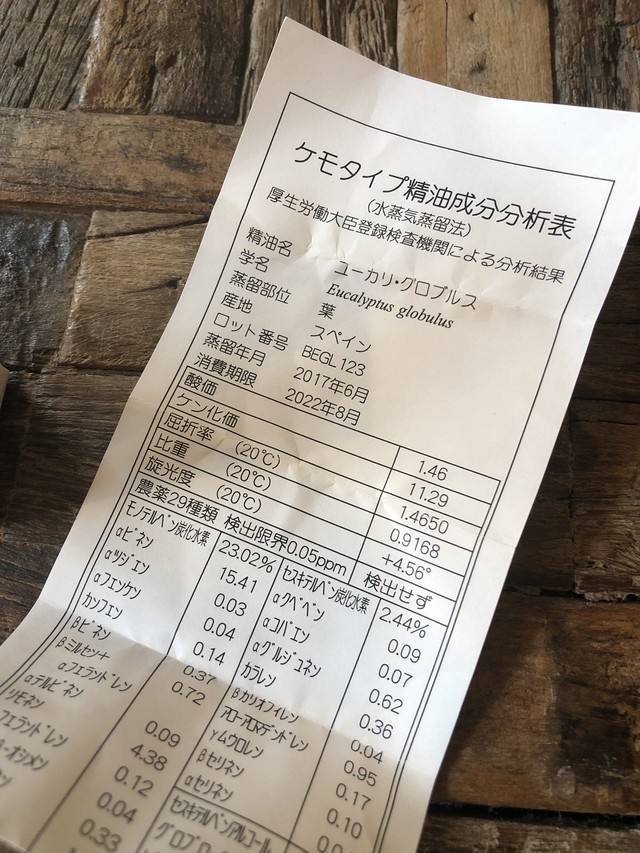 ケモタイプ精油成分分析表
(水蒸気蒸留法)
厚生労働大臣登録検査機関による分析結果
精油名 ユーカリ・グロブルス
学名 Eucalyptus globulus
蒸留部位 葉
産地 スペイン
ロット番号 BEGL123
蒸留年月 2017年6月
消費期限 2022年8月
酸価 1.46
ケン化価 11.29
屈折率 (20℃) 1.4650
比重 (20℃) 0.9168
旋光度 (20℃) +4.56°
農薬29種類 検出限界0.05ppm 検出せず
モノテルペン炭化水素 23.02% セスキテルペン炭化水素 2.44%
αピネン 15.41 αクベベン 0.09
αツジエン 0.03 αコパエン 0.07
αフェンケン 0.04 αグルジュネン 0.62
カンフェン 0.14 カラレン 0.36
βピネン 0.37 βカリオフィレン 0.04
βミルセン+ 0.72 アロ-アロマデンドレン 0.95
αフェランドレン γムウロレン 0.17
αテルピネン 0.09 βセリネン 0.10
リモネン 4.38 αセリネン
フェランドレン 0.12 セスキテルペンアルコール
オシメン 0.04 グロブロ
0.33